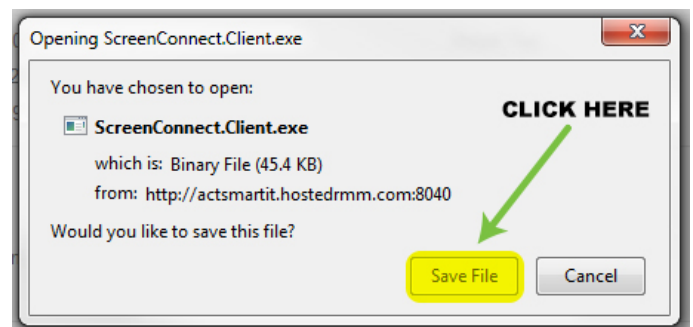 Opening ScreenConnect.Client.exe
You have chosen to open:
CLICK HERE
ScreenConnect.Client.exe
which is: Binary File (45.4 KB)
from: http://actsmartit.hostedrmm.com:8040
Would you like to save this file?
Save File
Cancel